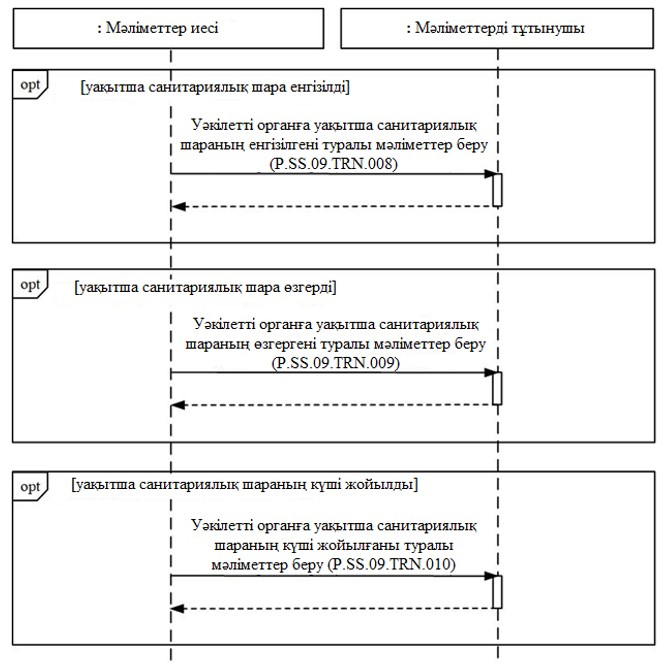 : Мәліметтер иесі
: Мәліметтерді тұтынушы
opt
[уақытша санитариялық шара енгізілді]
Уәкілетті органға уақытша санитариялық
шараның енгізілгені туралы мәліметтер беру
(P.SS.09.TRN.008)
opt
[уақытша санитариялық шара өзгерді]
Уәкілетті органға уақытша санитариялық
шараның өзгергені туралы мәліметтер беру
(P.SS.09.TRN.009)
opt
[уақытша санитариялық шараның күші жойылды]
Уәкілетті органға уақытша санитариялық
шараның күші жойылғаны туралы
мәліметтер беру (P.SS.09.TRN.010)